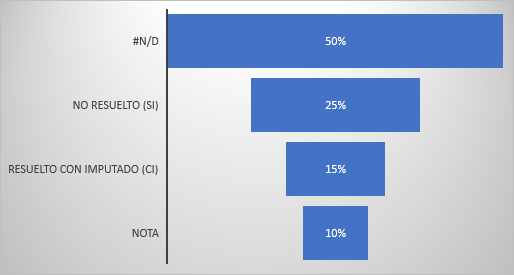 #N/D 50%
NO RESUELTO (SI) 25%
RESUELTO CON IMPUTADO (CI) 15%
NOTA 10%